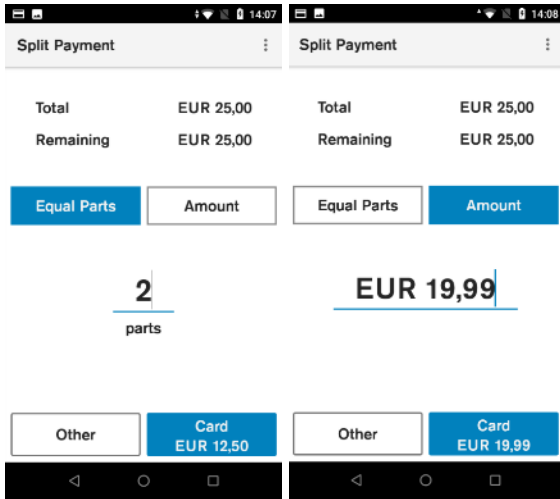 14:07
Split Payment
Total EUR 25,00
Remaining EUR 25,00
Equal Parts Amount
2
parts
Other Card
EUR 12,50
14:08
Split Payment
Total EUR 25,00
Remaining EUR 25,00
Equal Parts Amount
EUR 19,99
Other Card
EUR 19,99